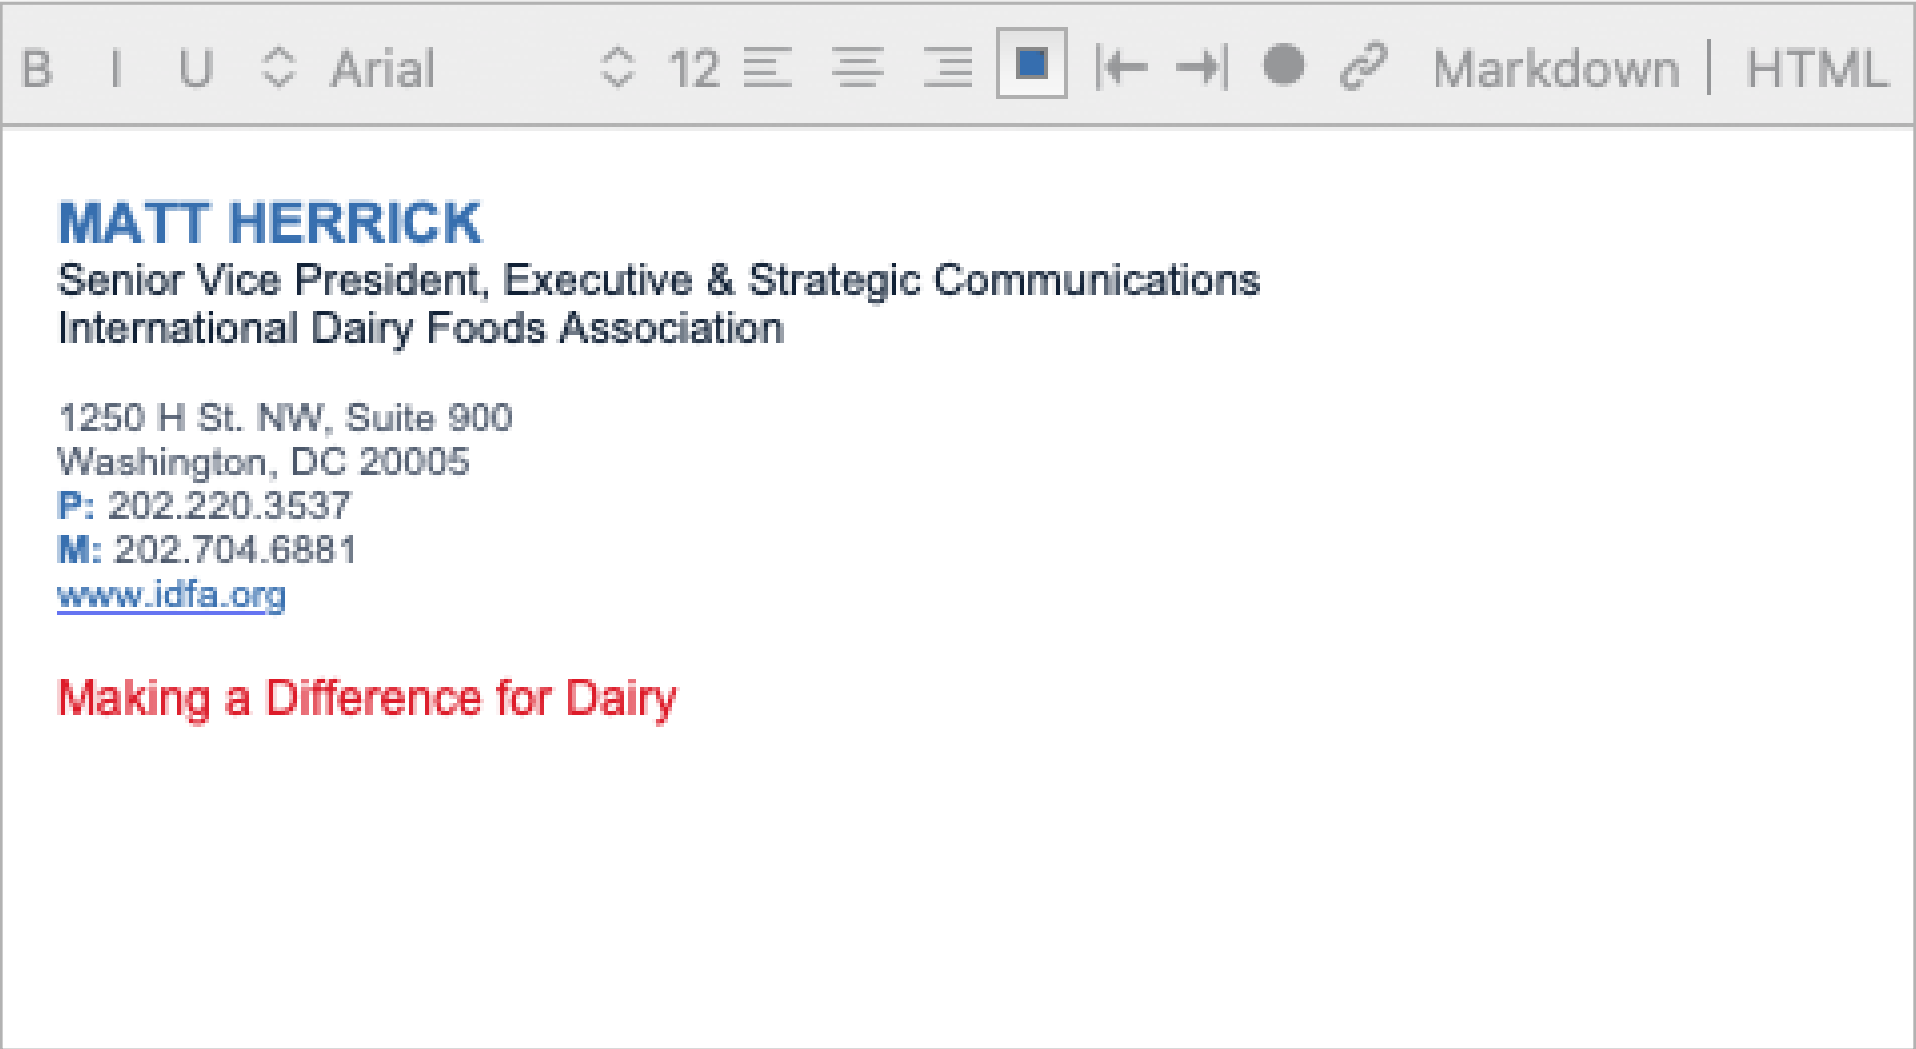 B I U Arial 12 Markdown | HTML
MATT HERRICK
Senior Vice President, Executive & Strategic Communications
International Dairy Foods Association
1250 H St. NW, Suite 900
Washington, DC 20005
P: 202.220.3537
M: 202.704.6881
www.idfa.org
Making a Difference for Dairy